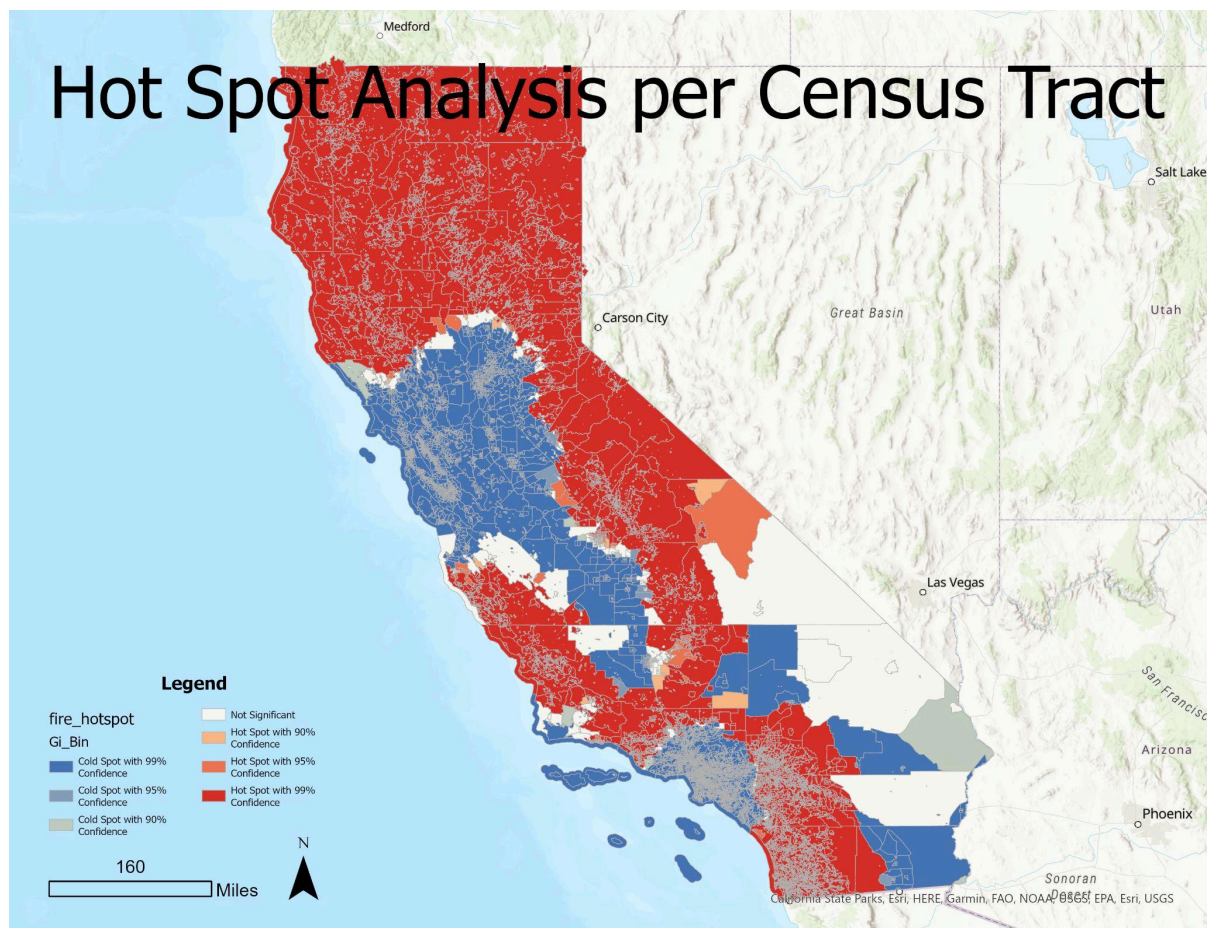 Medford
Hot Spot Analysis per Census Tract
Salt Lake
Carson City
Great Basin
Utah
Las Vegas
San Francisco
Arizona
Phoenix
Sonoran
Desert
Legend
fire_hotspot
Gi_Bin
Cold Spot with 99%
Confidence
Cold Spot with 95%
Confidence
Cold Spot with 90%
Confidence
Not Significant
Hot Spot with 90%
Confidence
Hot Spot with 95%
Confidence
Hot Spot with 99%
Confidence
160
Miles
N
California State Parks, Esri, HERE, Garmin, FAO, NOAA, USGS, EPA, Esri, USGS